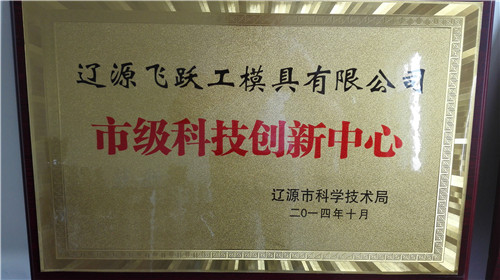 辽源飞跃工模具有限公司
市级科技创新中心
辽源市科学技术局
二〇一四年十月